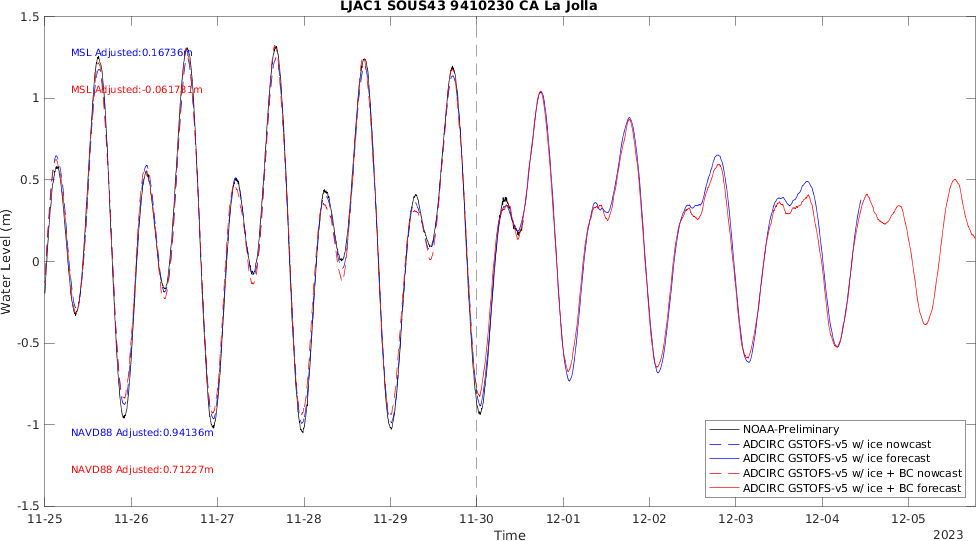 LJAC1 SOUS43 9410230 CA La Jolla
1.5
MSL Adjusted:0.16736m
MSL Adjusted:-0.061781m
1
0.5
Water Level (m)
0
-0.5
-1
NAVD88 Adjusted:0.94136m
NAVD88 Adjusted:0.71227m
-1.5
NOAA-Preliminary
ADCIRC GSTOFS-v5 w/ ice nowcast
ADCIRC GSTOFS-v5 w/ ice forecast
ADCIRC GSTOFS-v5 w/ ice + BC nowcast
ADCIRC GSTOFS-v5 w/ ice + BC forecast
11-25 11-26 11-27 11-28 11-29 11-30 12-01 12-02 12-03 12-04 12-05
Time
2023